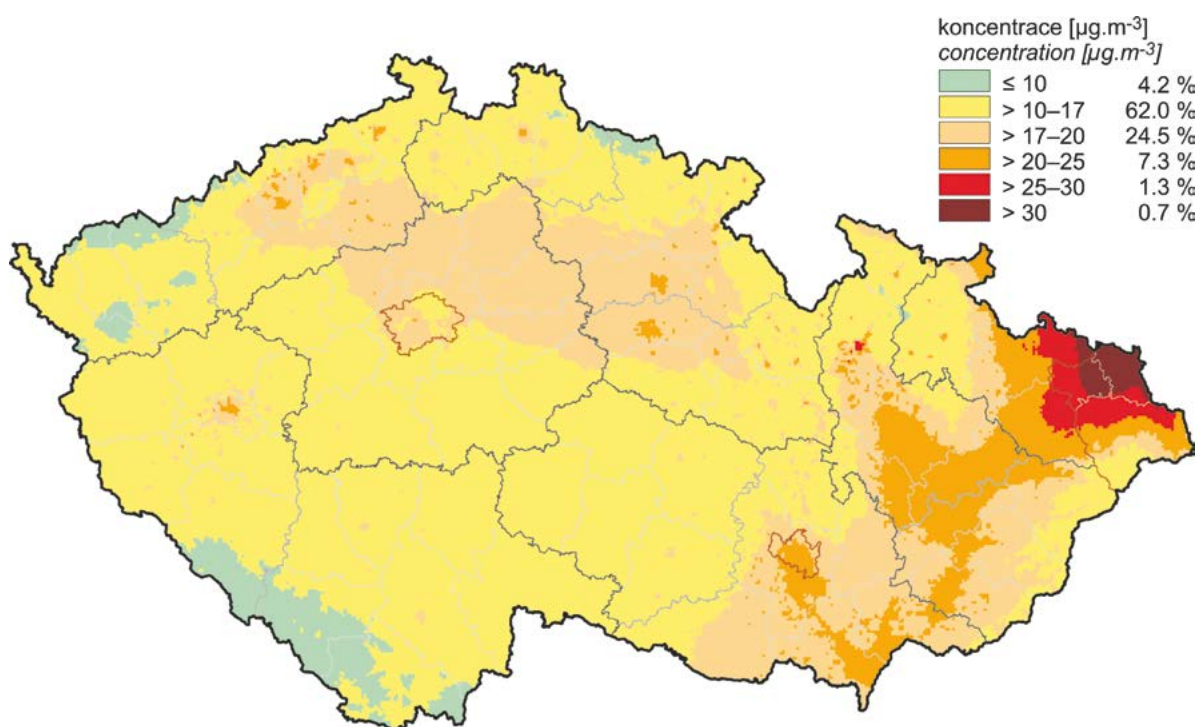 koncentrace [µg.m⁻³]
concentration [µg.m⁻³]
≤ 10 4.2 %
> 10–17 62.0 %
> 17–20 24.5 %
> 20–25 7.3 %
> 25–30 1.3 %
> 30 0.7 %